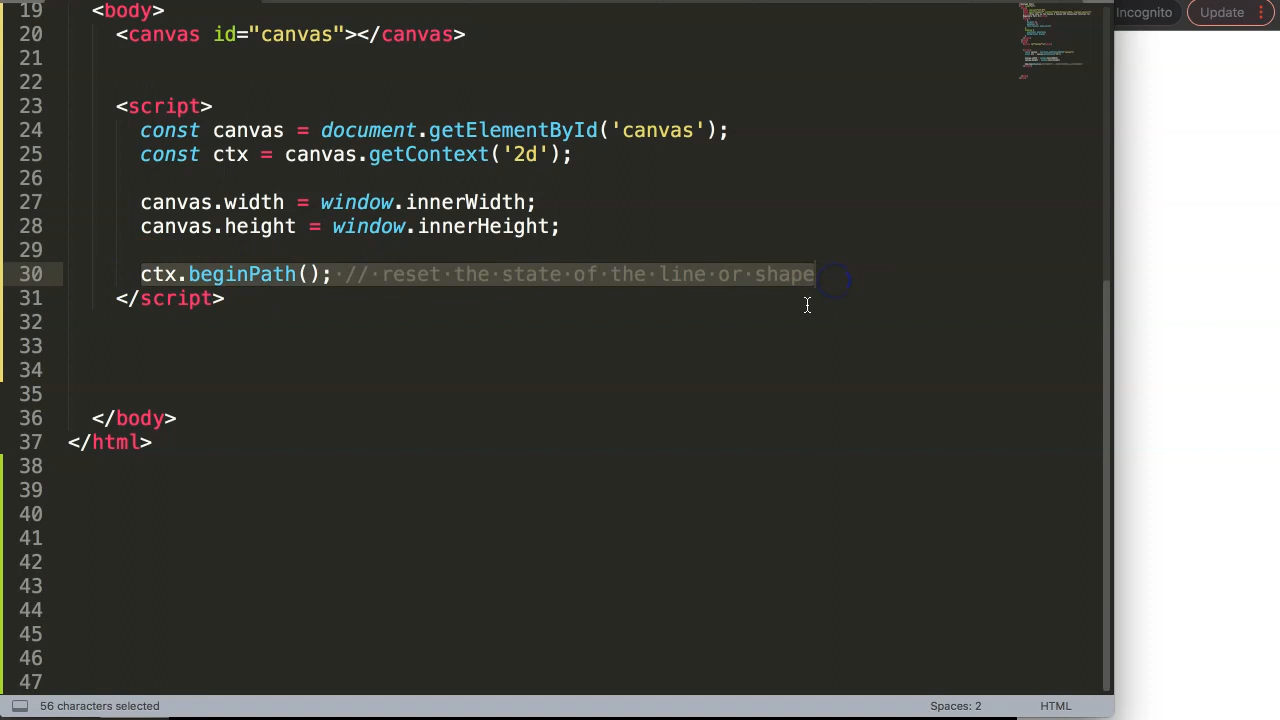 Incognito
Update
19 <body>
20 <canvas id="canvas"></canvas>
21
22
23 <script>
24 const canvas = document.getElementById('canvas');
25 const ctx = canvas.getContext('2d');
26
27 canvas.width = window.innerWidth;
28 canvas.height = window.innerHeight;
29
30 ctx.beginPath(); // reset the state of the line or shape
31 </script>
32
33
34
35
36 </body>
37 </html>
38
39
40
41
42
43
44
45
46
47
56 characters selected
Spaces: 2
HTML